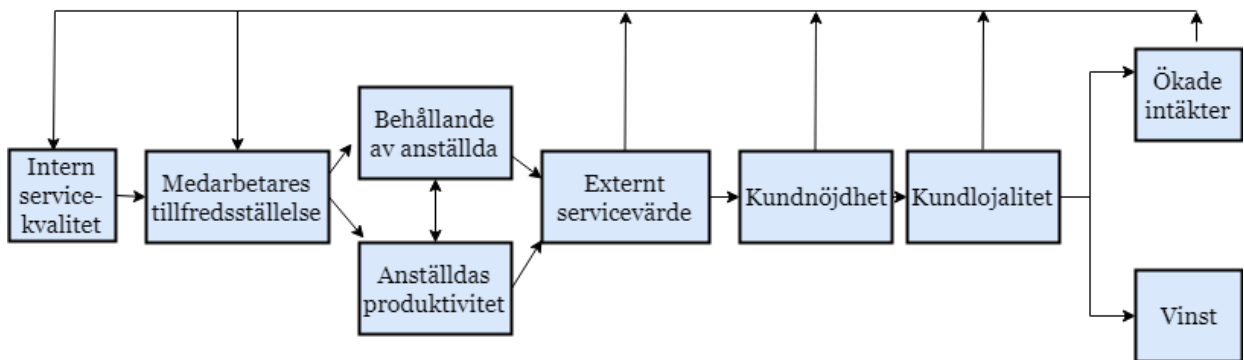 Intern
service-
kvalitet
Medarbetares
tillfredsställelse
Behållande
av anställda
Anställdas
produktivitet
Externt
servicevärde
Kundnöjdhet
Kundlojalitet
Ökade
intäkter
Vinst